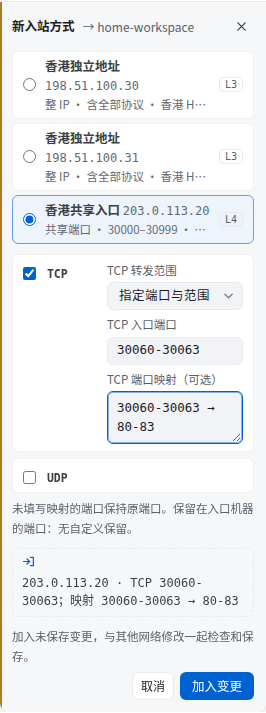 新入站方式 → home-workspace ×
香港独立地址
198.51.100.30 L3
整 IP · 含全部协议 · 香港 H…
香港独立地址
198.51.100.31 L3
整 IP · 含全部协议 · 香港 H…
香港共享入口 203.0.113.20 L4
共享端口 · 30000–30999 · …
TCP TCP 转发范围
指定端口与范围
TCP 入口端口
30060-30063
TCP 端口映射（可选）
30060-30063 →
80-83
UDP
未填写映射的端口保持原端口。保留在入口机器
的端口：无自定义保留。
203.0.113.20 · TCP 30060-
30063；映射 30060-30063 → 80-83
加入未保存变更，与其他网络修改一起检查和保
存。
取消 加入变更